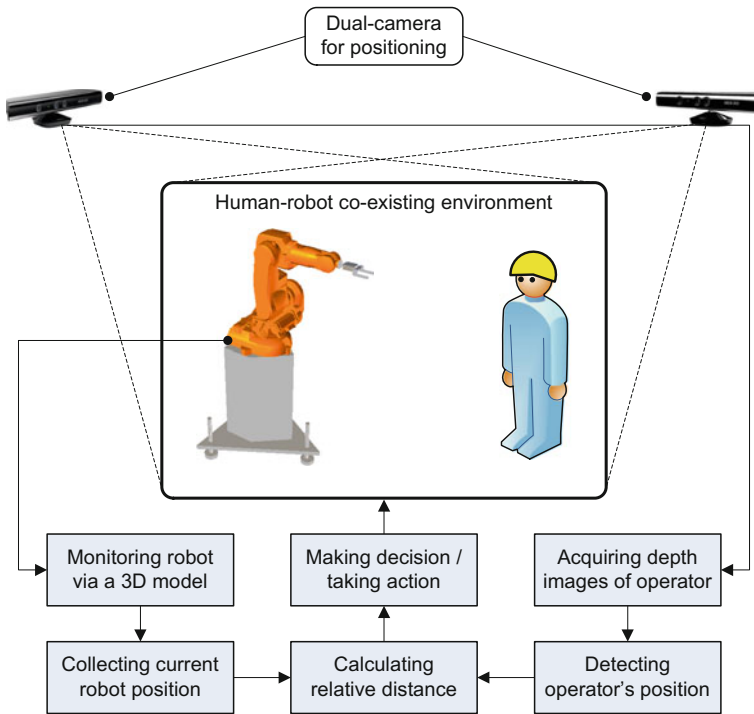 Dual-camera
for positioning
Human-robot co-existing environment
Monitoring robot
via a 3D model
Making decision /
taking action
Acquiring depth
images of operator
Collecting current
robot position
Calculating
relative distance
Detecting
operator's position